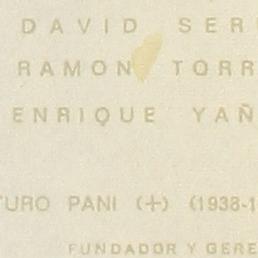 DAVID SER
RAMON TORR
ENRIQUE YAÑ
TURO PANI (+) (1938-1
FUNDADOR Y GERE